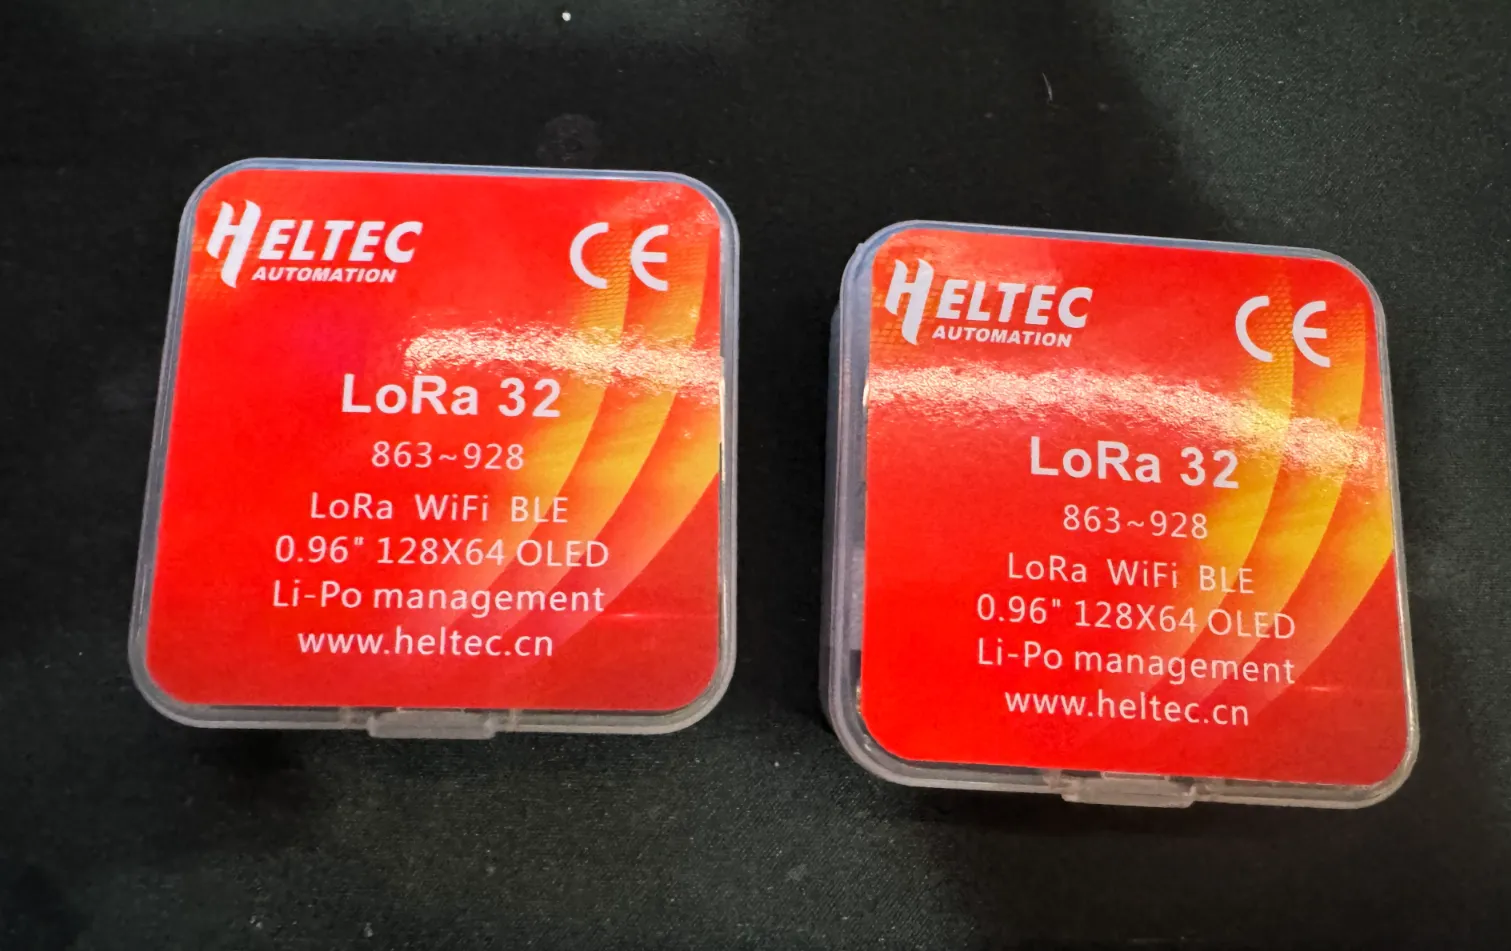 HELTEC
AUTOMATION
CE
LoRa 32
863~928
LoRa WiFi BLE
0.96" 128X64 OLED
Li-Po management
www.heltec.cn
HELTEC
AUTOMATION
CE
LoRa 32
863~928
LoRa WiFi BLE
0.96" 128X64 OLED
Li-Po management
www.heltec.cn